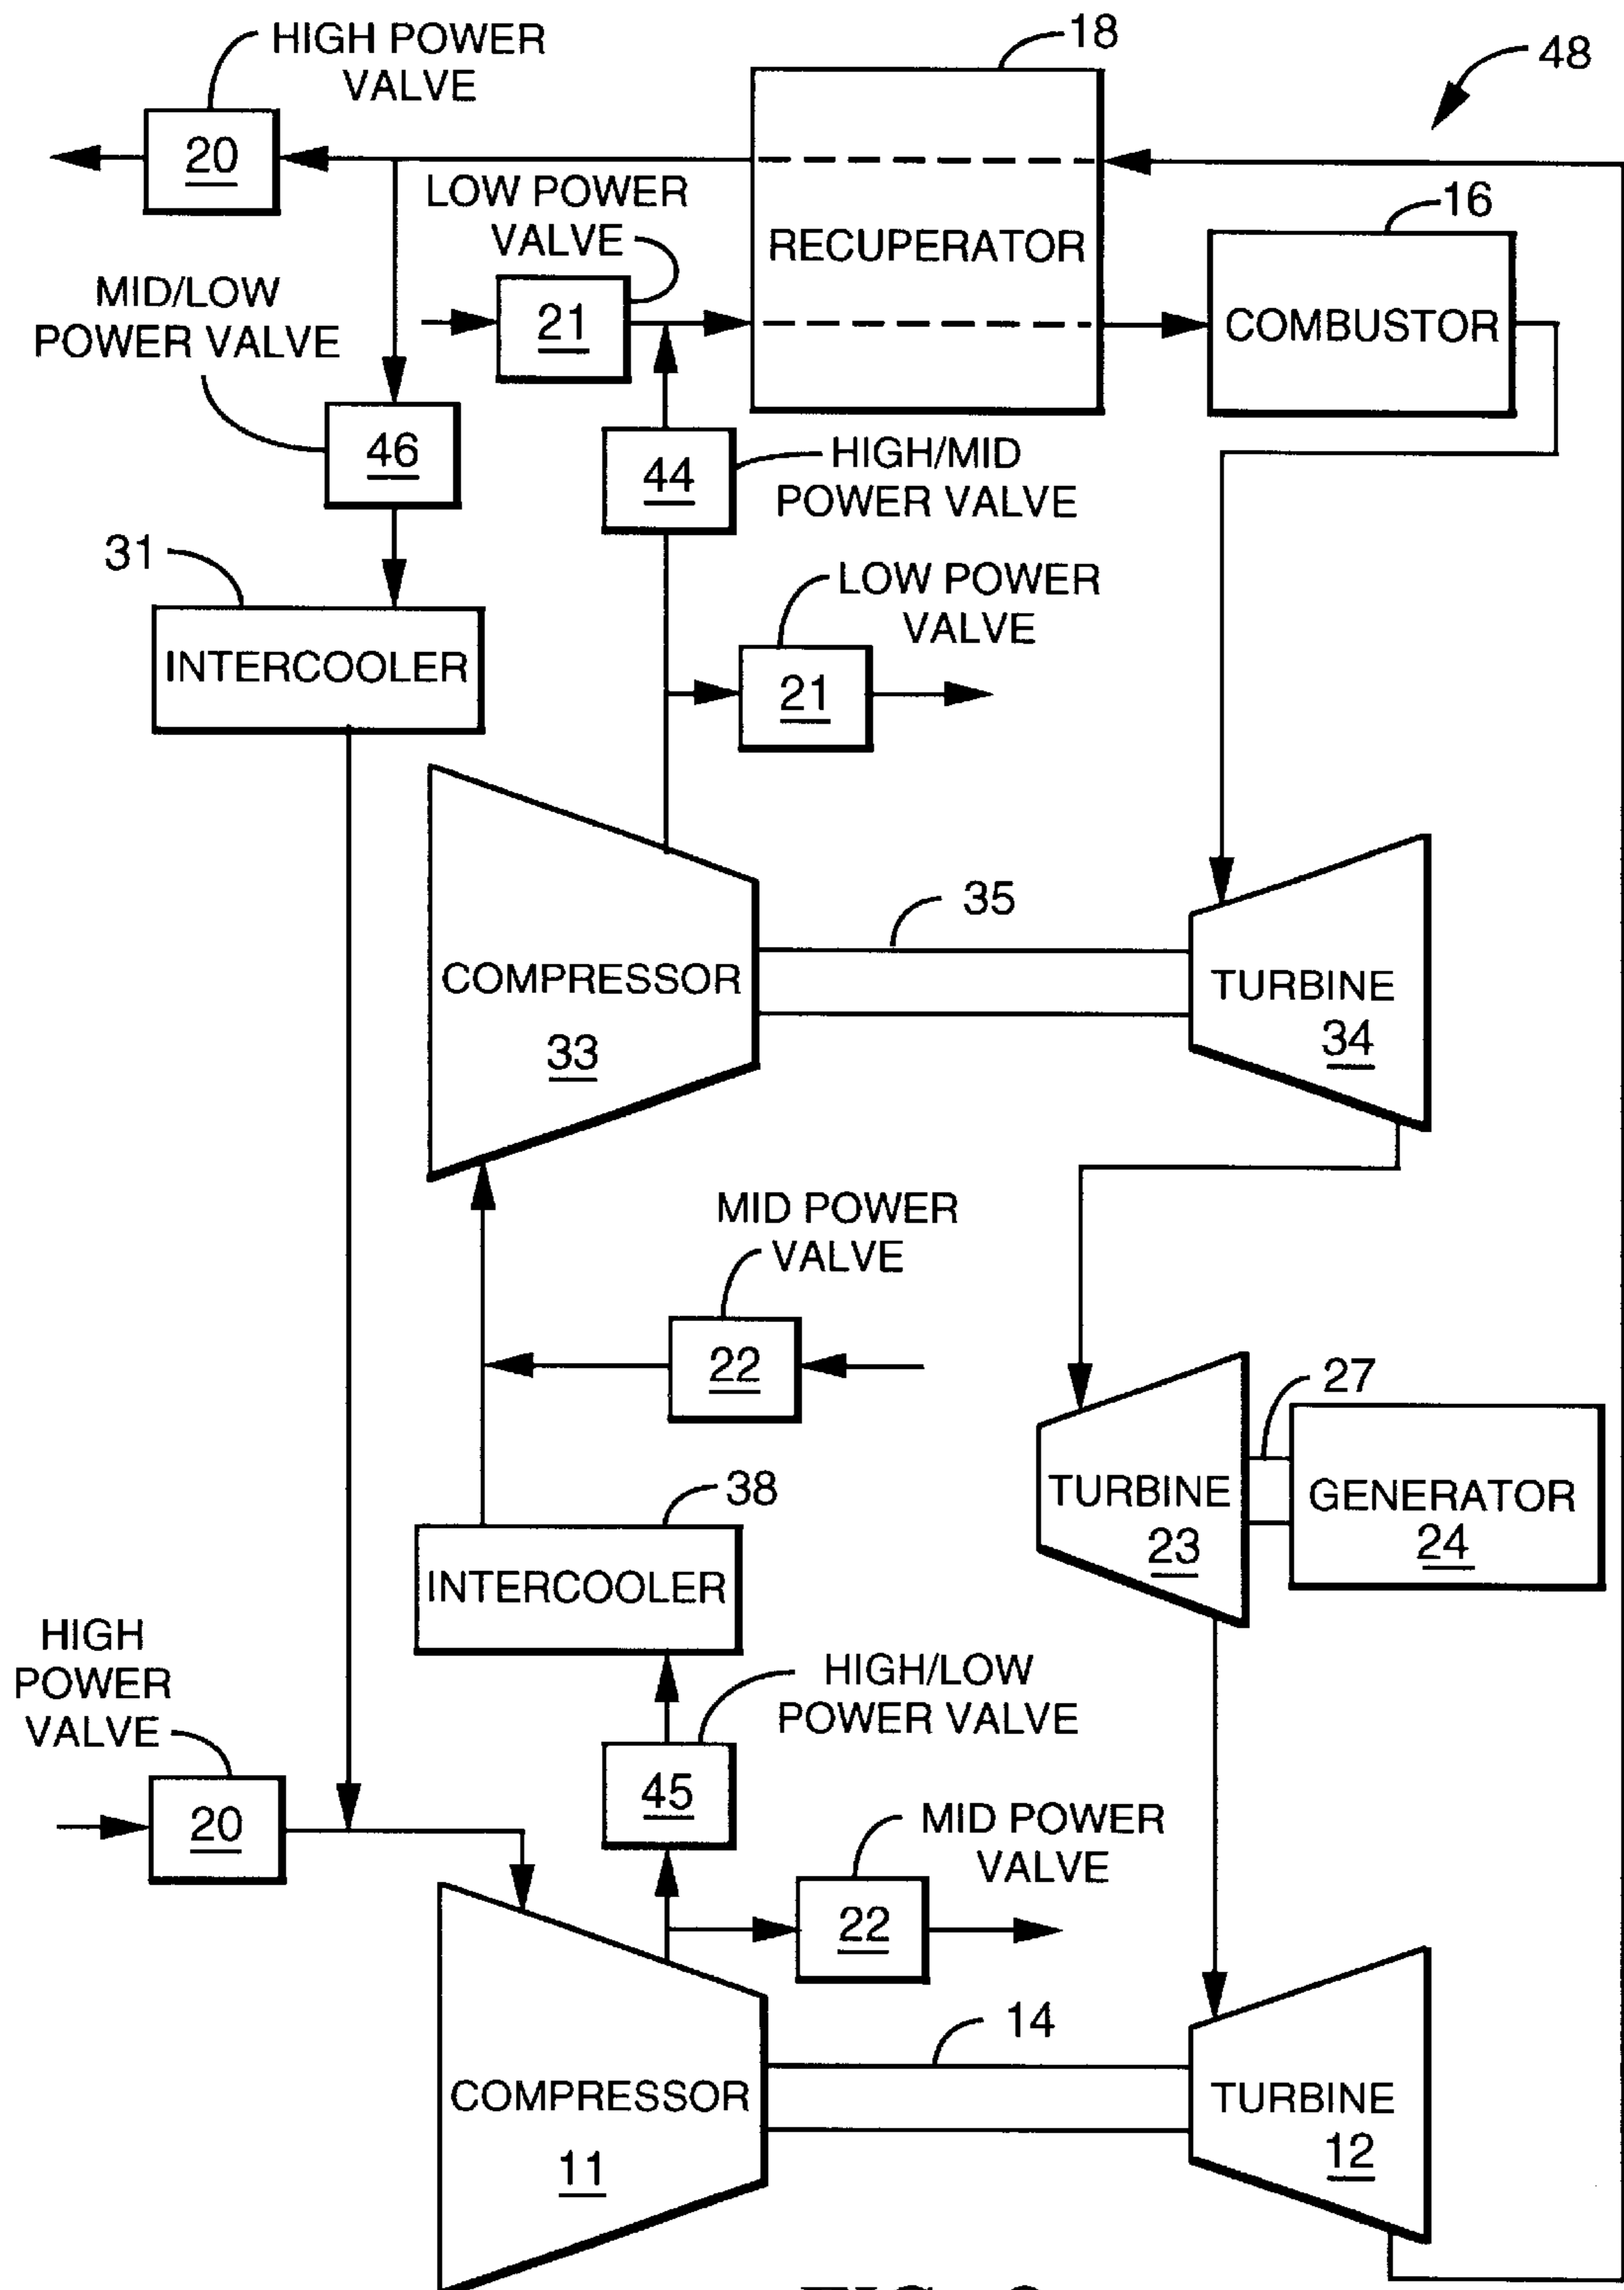 HIGH POWER
VALVE
18
48
20
LOW POWER
VALVE
16
RECUPERATOR
MID/LOW
POWER VALVE
21
COMBUSTOR
46
44
HIGH/MID
POWER VALVE
31
INTERCOOLER
LOW POWER
VALVE
21
35
COMPRESSOR
33
TURBINE
34
MID POWER
VALVE
22
27
38
TURBINE
23
GENERATOR
24
INTERCOOLER
HIGH
POWER
VALVE
HIGH/LOW
POWER VALVE
45
20
MID POWER
VALVE
22
14
COMPRESSOR
11
TURBINE
12